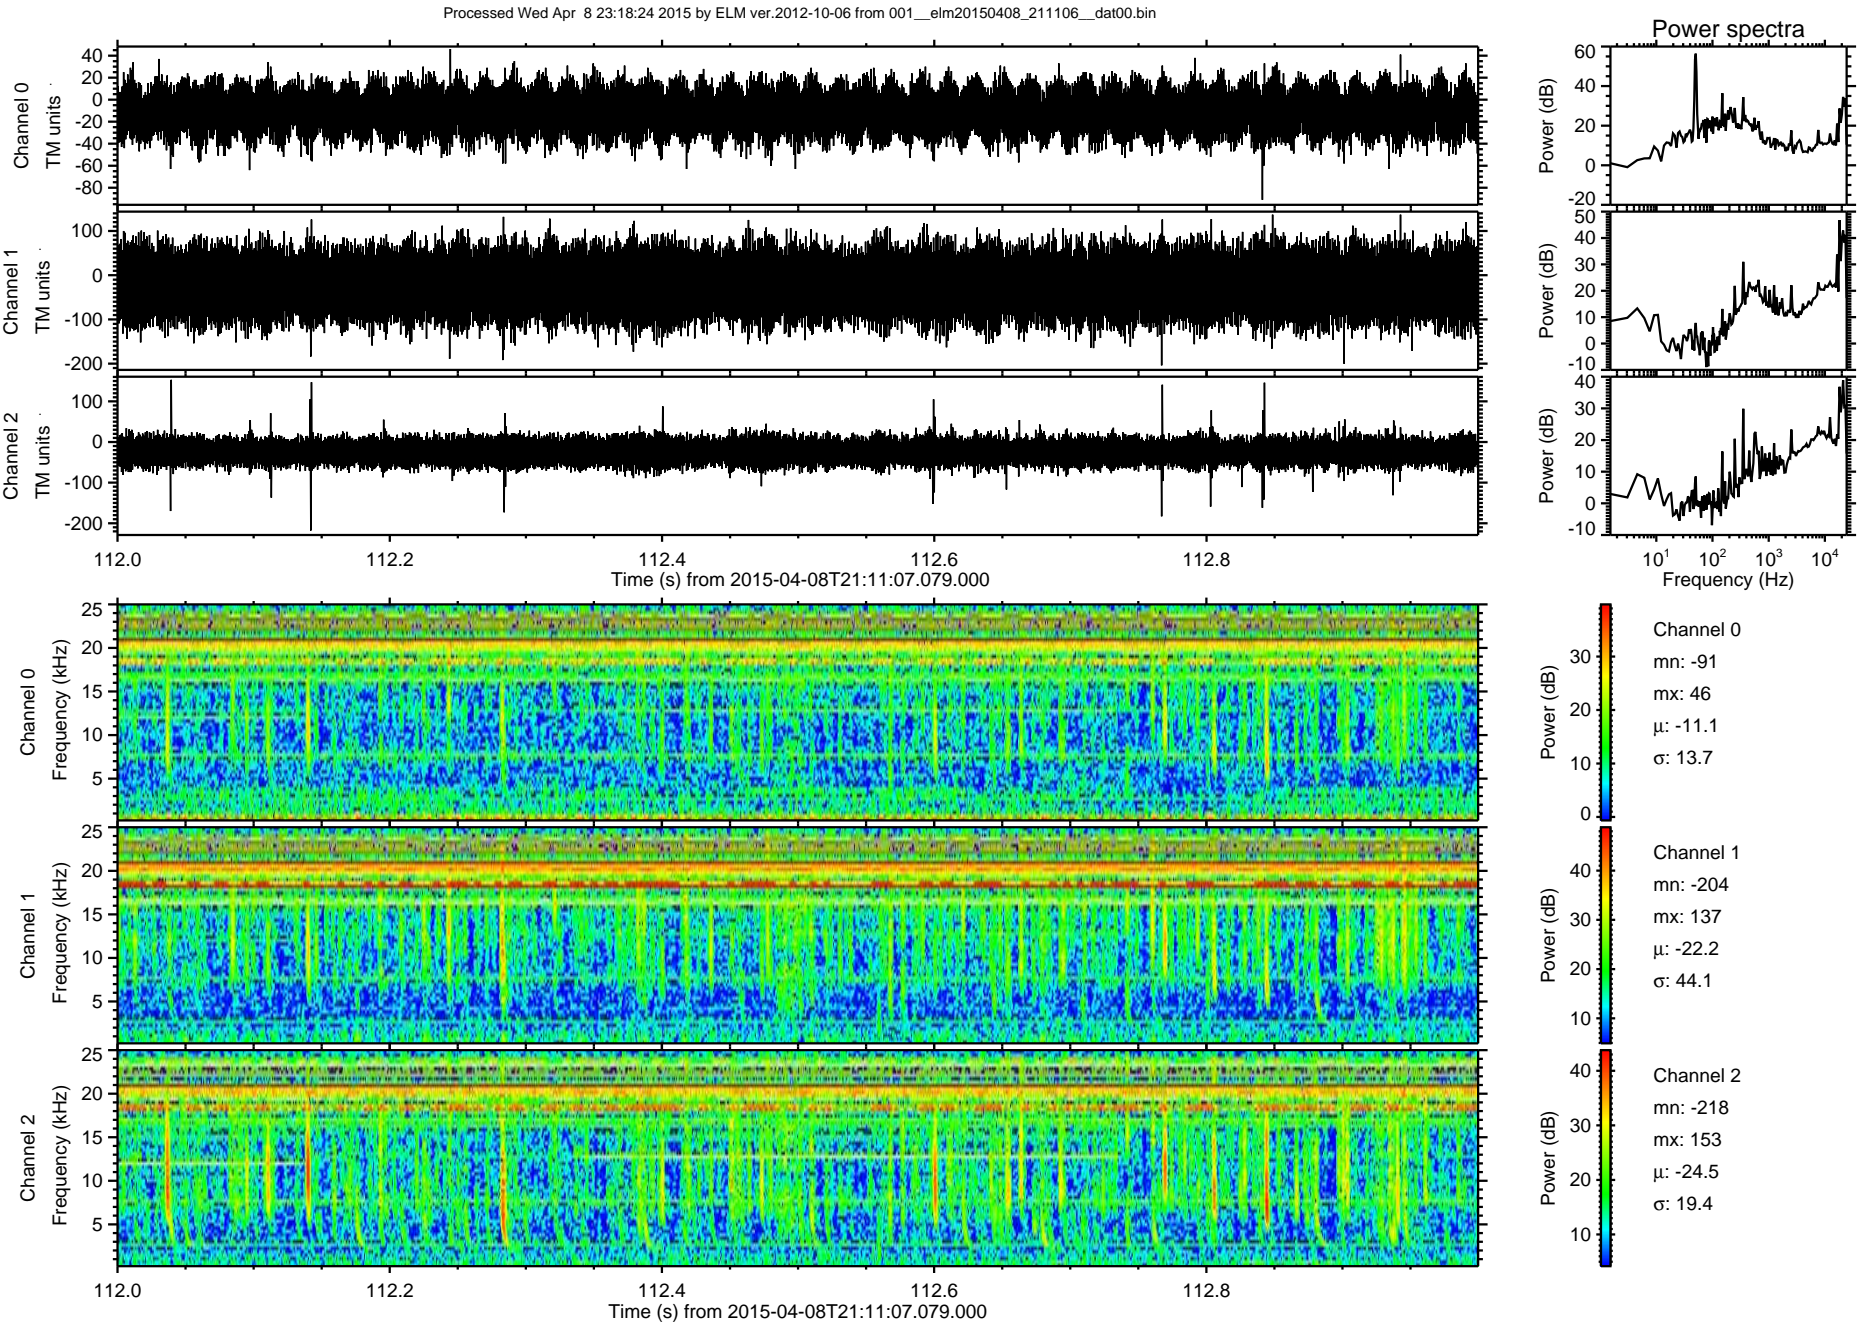 Processed Wed Apr  8 23:18:24 2015 by ELM ver.2012-10-06 from 001__elm20150408_211106__dat00.bin
Power spectra
Channel 0
TM units
40
20
0
-20
-40
-60
-80
Power (dB)
60
40
20
0
-20
Channel 1
TM units
100
0
-100
-200
Power (dB)
50
40
30
20
10
0
-10
Channel 2
TM units
100
0
-100
-200
Power (dB)
40
30
20
10
0
-10
112.0 112.2 112.4 112.6 112.8
Time (s) from 2015-04-08T21:11:07.079.000
10^1 10^2 10^3 10^4
Frequency (Hz)
Channel 0
Frequency (kHz)
25
20
15
10
5
Power (dB)
30
20
10
0
Channel 0
mn: -91
mx: 46
μ: -11.1
σ: 13.7
Channel 1
Frequency (kHz)
25
20
15
10
5
Power (dB)
40
30
20
10
Channel 1
mn: -204
mx: 137
μ: -22.2
σ: 44.1
Channel 2
Frequency (kHz)
25
20
15
10
5
Power (dB)
40
30
20
10
Channel 2
mn: -218
mx: 153
μ: -24.5
σ: 19.4
112.0 112.2 112.4 112.6 112.8
Time (s) from 2015-04-08T21:11:07.079.000